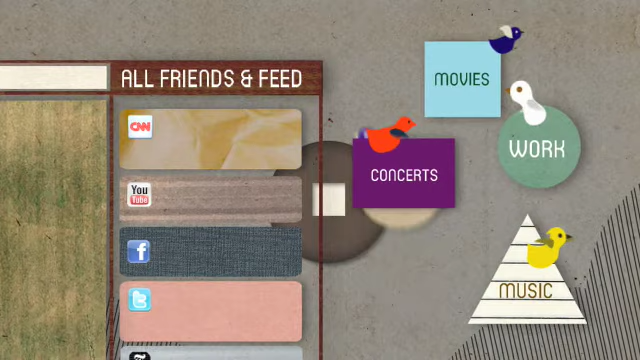 ALL FRIENDS & FEED
CNN
You
Tube
f
t
T
MOVIES
WORK
CONCERTS
MUSIC